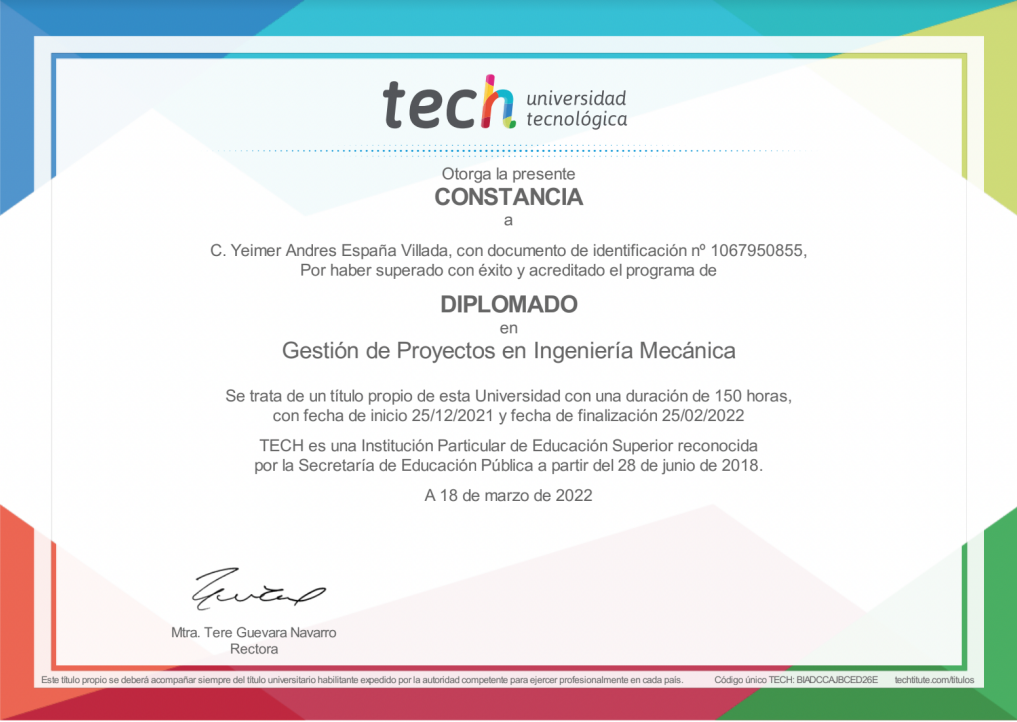 tech universidad
tecnológica
Otorga la presente
CONSTANCIA
a
C. Yeimer Andres España Villada, con documento de identificación nº 1067950855,
Por haber superado con éxito y acreditado el programa de
DIPLOMADO
en
Gestión de Proyectos en Ingeniería Mecánica
Se trata de un título propio de esta Universidad con una duración de 150 horas,
con fecha de inicio 25/12/2021 y fecha de finalización 25/02/2022
TECH es una Institución Particular de Educación Superior reconocida
por la Secretaría de Educación Pública a partir del 28 de junio de 2018.
A 18 de marzo de 2022
Mtra. Tere Guevara Navarro
Rectora
Este título propio se deberá acompañar siempre del título universitario habilitante expedido por la autoridad competente para ejercer profesionalmente en cada país. Código único TECH: BIADCCAJBCED26E techtitute.com/titulos